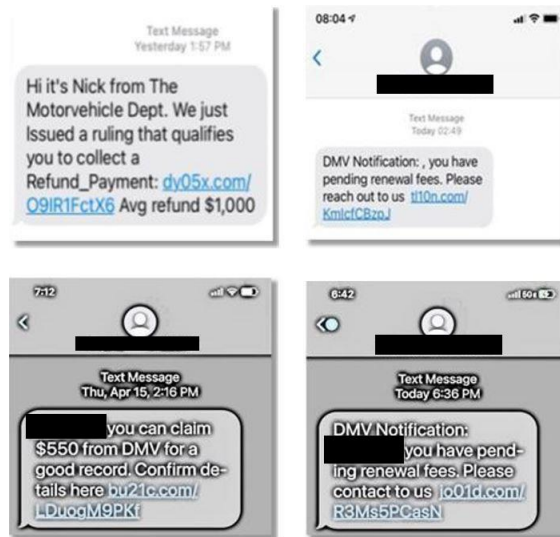 Text Message
Yesterday 1:57 PM
Hi it's Nick from The
Motorvehicle Dept. We just
Issued a ruling that qualifies
you to collect a
Refund_Payment: dy05x.com/
O9IR1FctX6 Avg refund $1,000
08:04
Text Message
Today 02:49
DMV Notification: , you have
pending renewal fees. Please
reach out to us tl10n.com/
KmIcfCBzpJ
7:12
Text Message
Thu, Apr 15, 2:16 PM
you can claim
$550 from DMV for a
good record. Confirm de-
tails here bu21c.com/
LDuogM9PKf
6:42
5G
Text Message
Today 6:36 PM
DMV Notification:
you have pend-
ing renewal fees. Please
contact to us jo01d.com/
R3Ms5PCasN